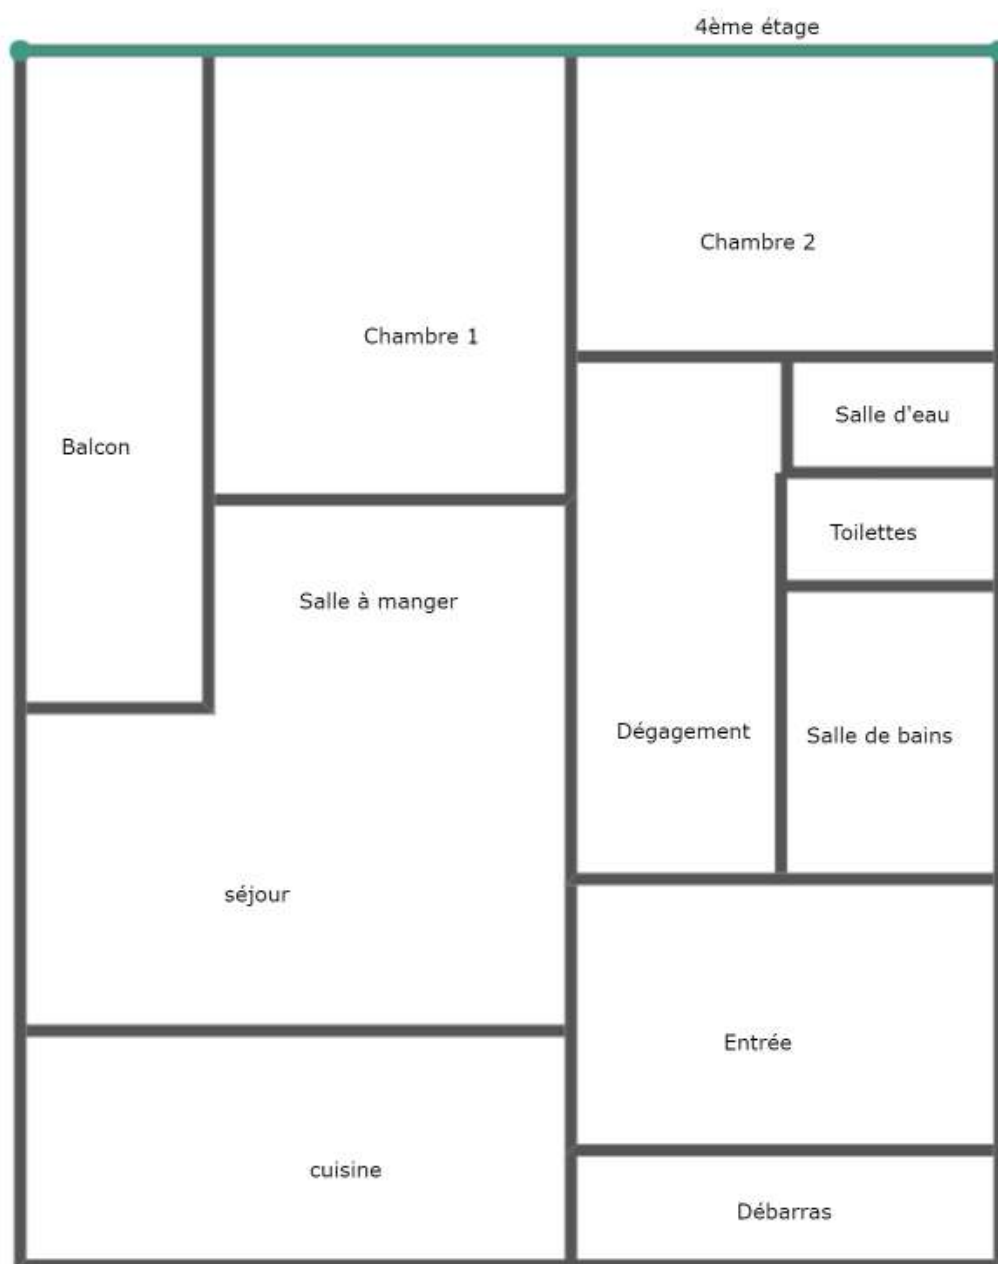 4ème étage
Chambre 2
Chambre 1
Salle d'eau
Balcon
Toilettes
Salle à manger
Dégagement
Salle de bains
séjour
Entrée
cuisine
Débarras